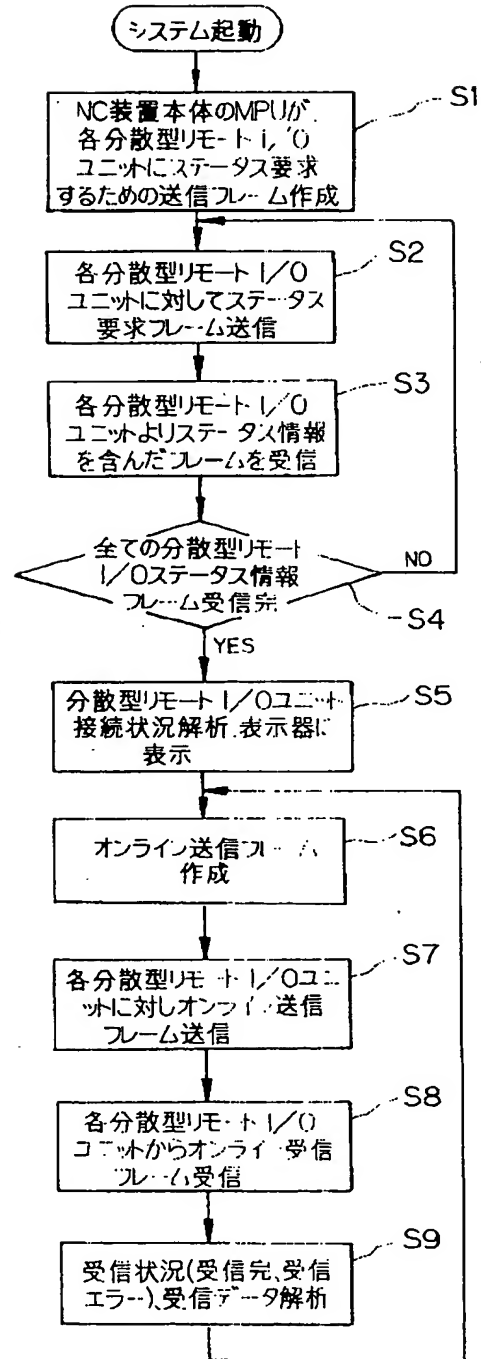 システム起動
NC装置本体のMPUが、
各分散型リモートI/O
ユニットにステータス要求
するための送信フレーム作成
S1
各分散型リモートI/O
ユニットに対してステータス
要求フレーム送信
S2
各分散型リモートI/O
ユニットよりステータス情報
を含んだフレームを受信
S3
全ての分散型リモート
I/Oステータス情報
フレーム受信完
NO
S4
YES
分散型リモートI/Oユニット
接続状況解析、表示器に
表示
S5
オンライン送信フレーム
作成
S6
各分散型リモートI/Oユニ
ットに対しオンライン送信
フレーム送信
S7
各分散型リモートI/O
ユニットからオンライン受信
フレーム受信
S8
受信状況(受信完、受信
エラー)、受信データ解析
S9